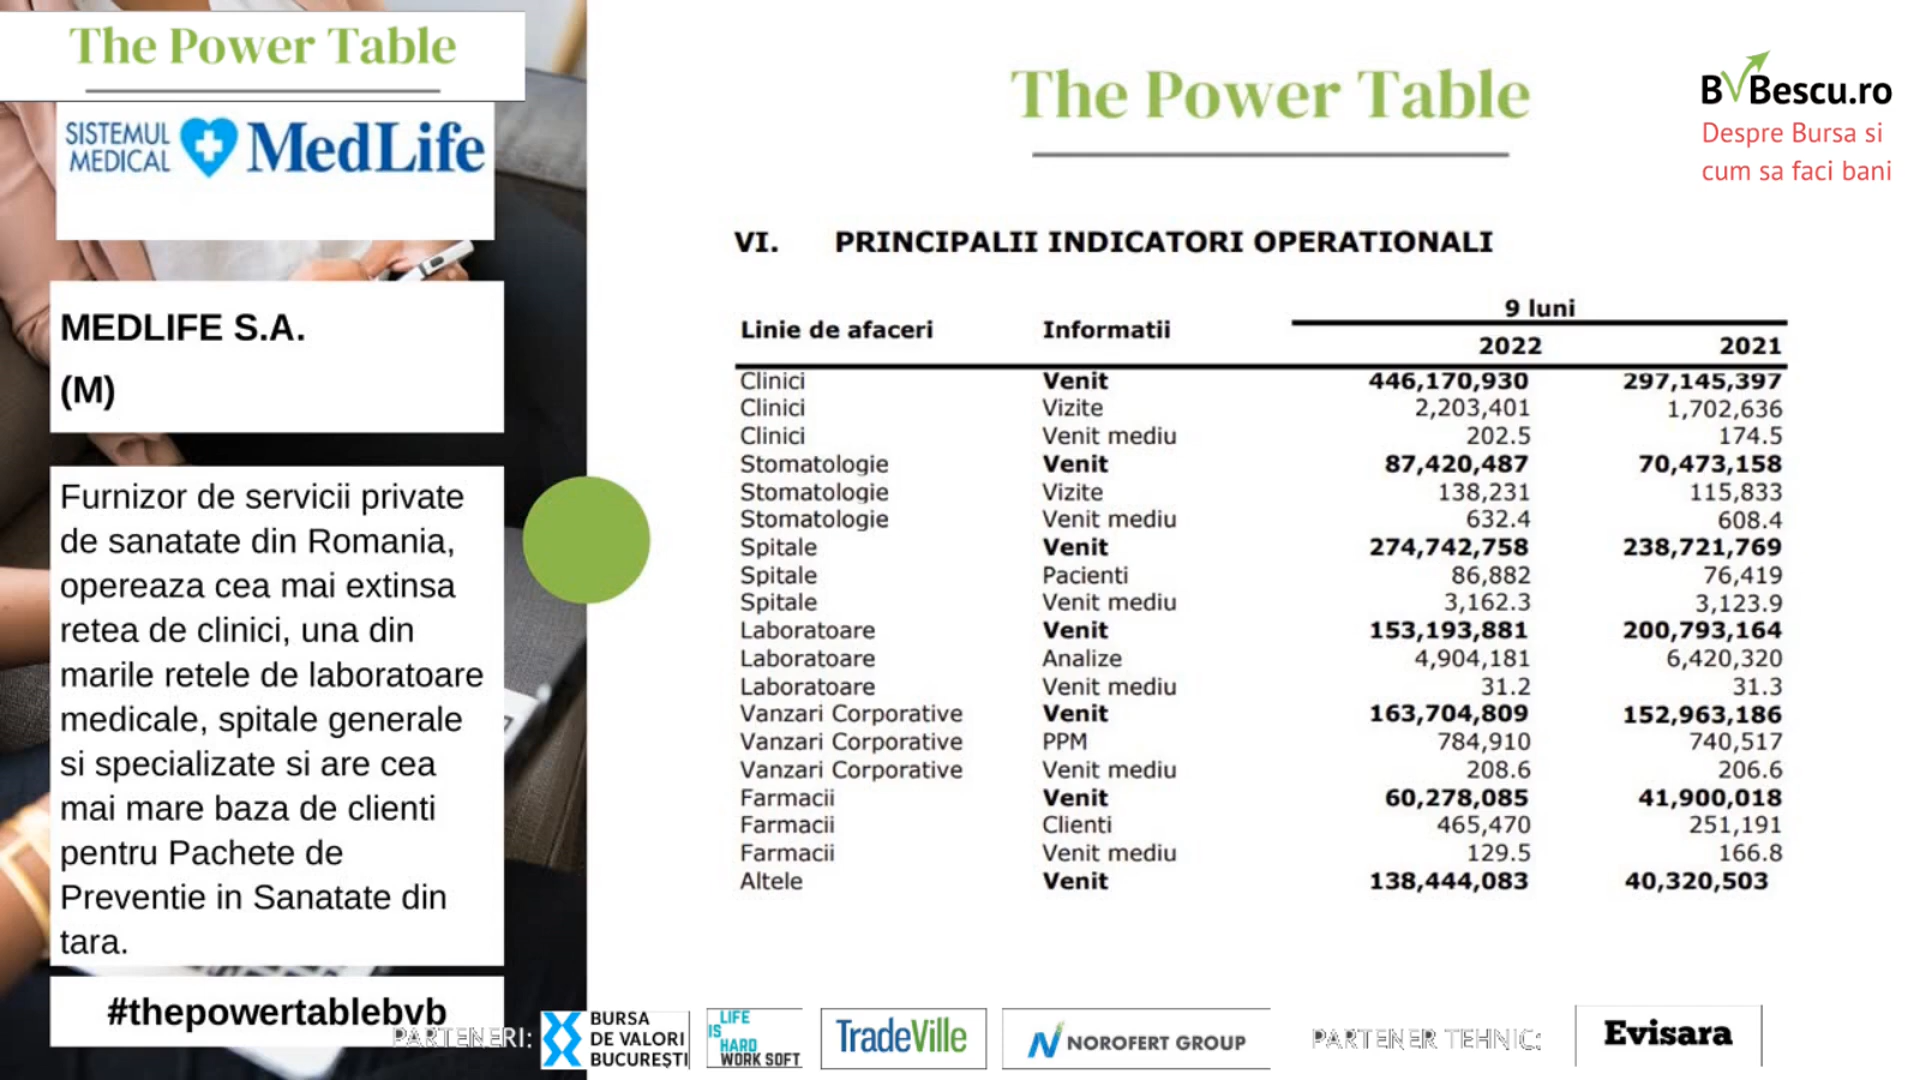 The Power Table
SISTEMUL
MEDICAL
MedLife
MEDLIFE S.A.
(M)
Furnizor de servicii private
de sanatate din Romania,
opereaza cea mai extinsa
retea de clinici, una din
marile retele de laboratoare
medicale, spitale generale
si specializate si are cea
mai mare baza de clienti
pentru Pachete de
Preventie in Sanatate din
tara.
#thepowertablebvb
The Power Table
BVBescu.ro
Despre Bursa si
cum sa faci bani
VI. PRINCIPALII INDICATORI OPERATIONALI
9 luni
Linie de afaceri Informatii 2022 2021
Clinici Venit 446,170,930 297,145,397
Clinici Vizite 2,203,401 1,702,636
Clinici Venit mediu 202.5 174.5
Stomatologie Venit 87,420,487 70,473,158
Stomatologie Vizite 138,231 115,833
Stomatologie Venit mediu 632.4 608.4
Spitale Venit 274,742,758 238,721,769
Spitale Pacienti 86,882 76,419
Spitale Venit mediu 3,162.3 3,123.9
Laboratoare Venit 153,193,881 200,793,164
Laboratoare Analize 4,904,181 6,420,320
Laboratoare Venit mediu 31.2 31.3
Vanzari Corporative Venit 163,704,809 152,963,186
Vanzari Corporative PPM 784,910 740,517
Vanzari Corporative Venit mediu 208.6 206.6
Farmacii Venit 60,278,085 41,900,018
Farmacii Clienti 465,470 251,191
Farmacii Venit mediu 129.5 166.8
Altele Venit 138,444,083 40,320,503
PARTENERI:
BURSA
DE VALORI
BUCUREȘTI
LIFE
IS
HARD
WORK SOFT
TradeVille
NOROFERT GROUP
PARTENER TEHNIC:
Evisara